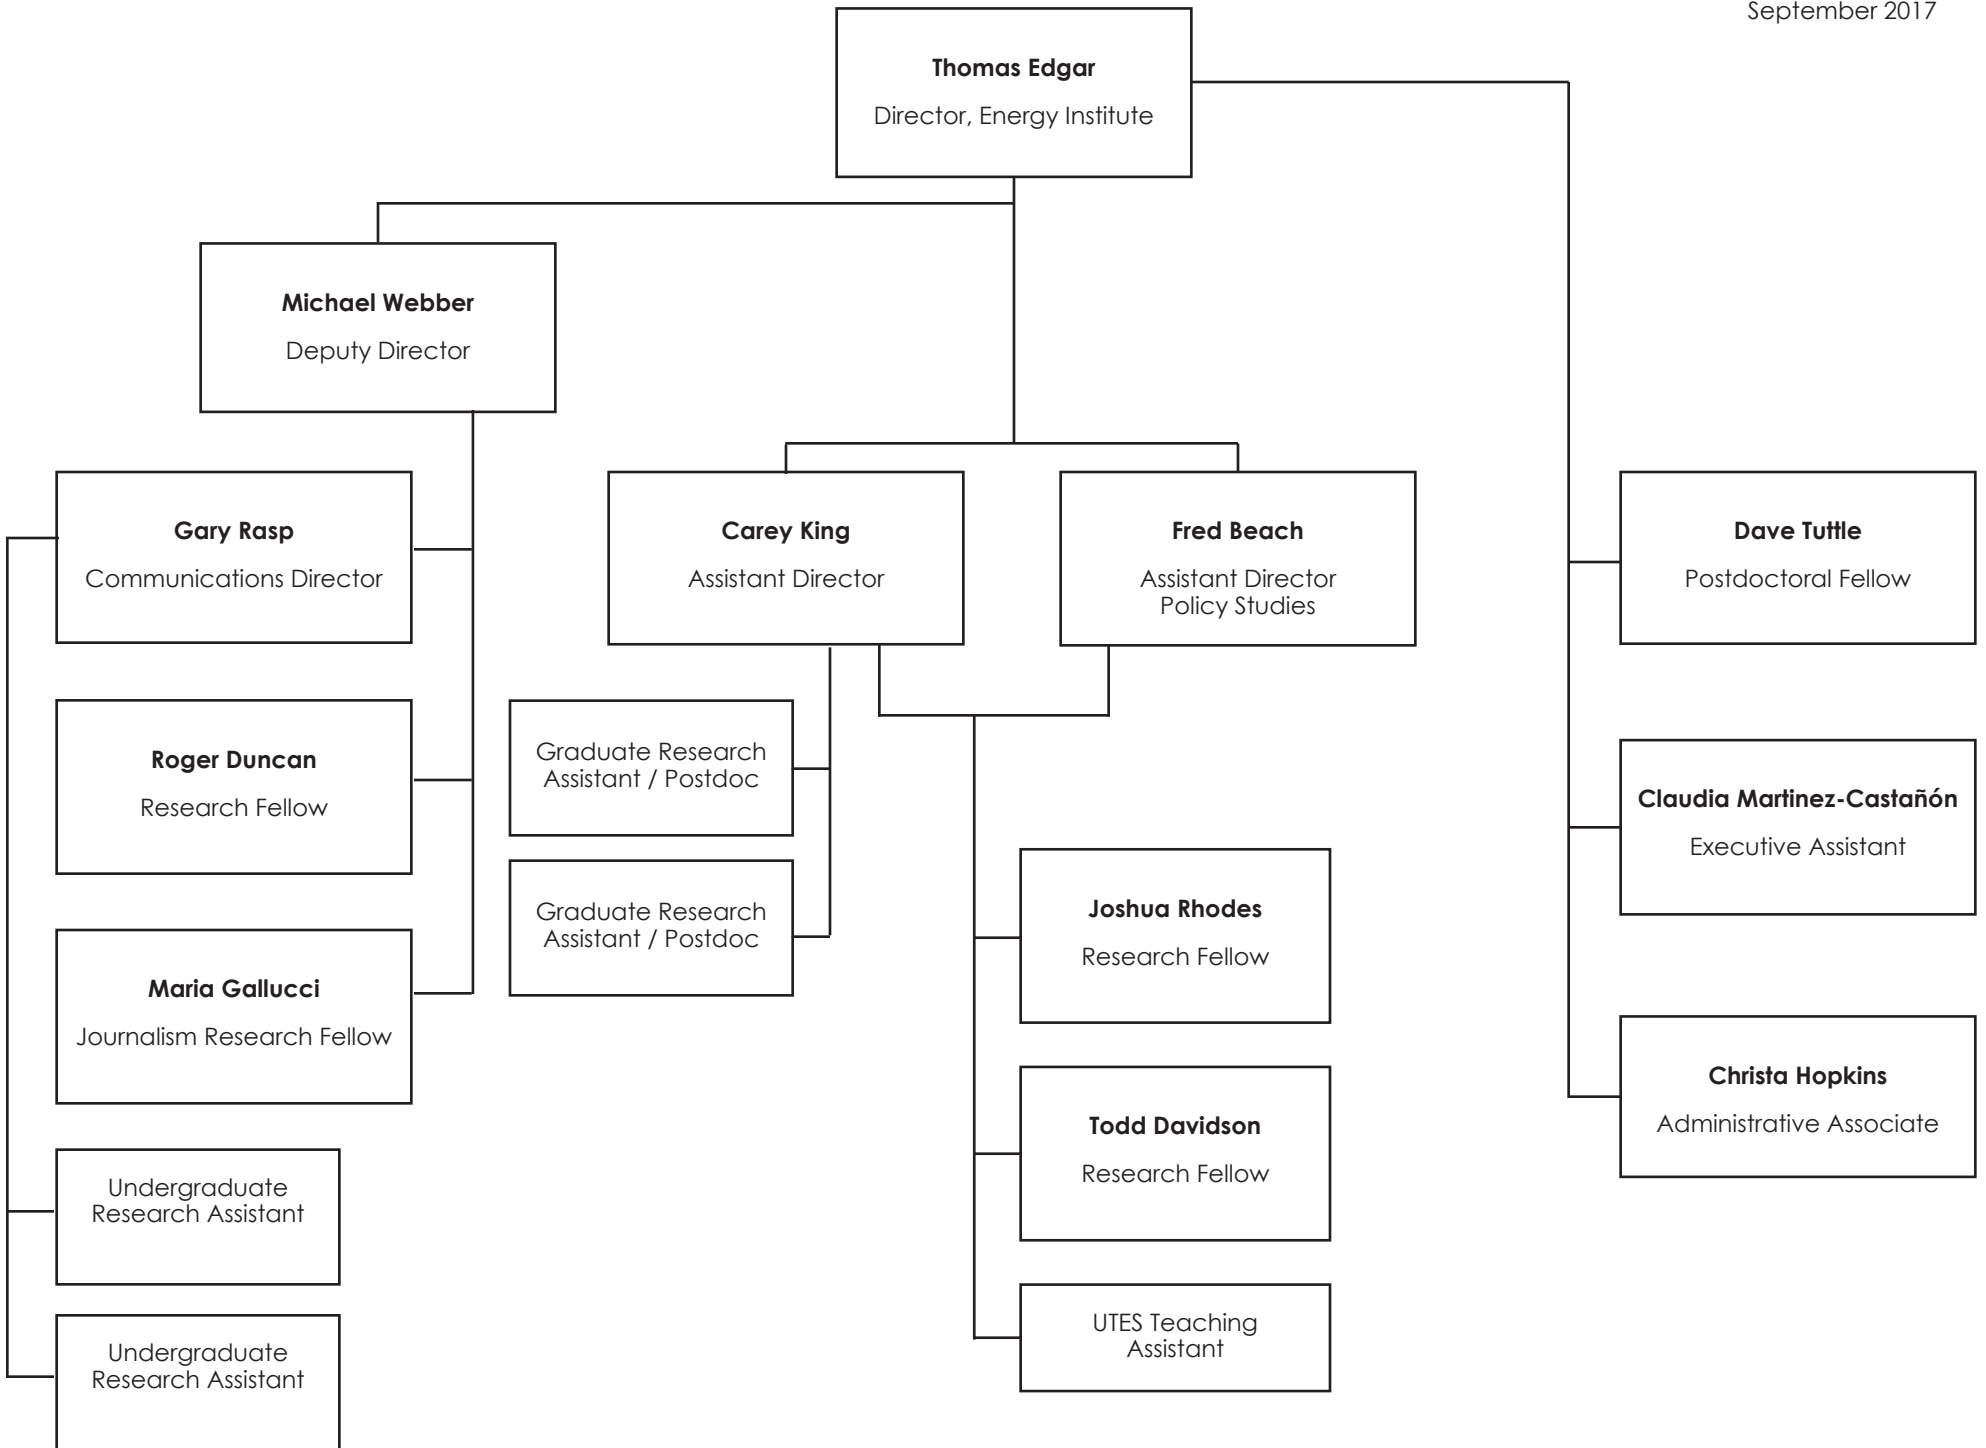 September 2017
Thomas Edgar
Director, Energy Institute
Michael Webber
Deputy Director
Gary Rasp
Communications Director
Carey King
Assistant Director
Fred Beach
Assistant Director
Policy Studies
Dave Tuttle
Postdoctoral Fellow
Roger Duncan
Research Fellow
Graduate Research
Assistant / Postdoc
Claudia Martinez-Castañón
Executive Assistant
Graduate Research
Assistant / Postdoc
Joshua Rhodes
Research Fellow
Maria Gallucci
Journalism Research Fellow
Todd Davidson
Research Fellow
Christa Hopkins
Administrative Associate
Undergraduate
Research Assistant
UTES Teaching
Assistant
Undergraduate
Research Assistant